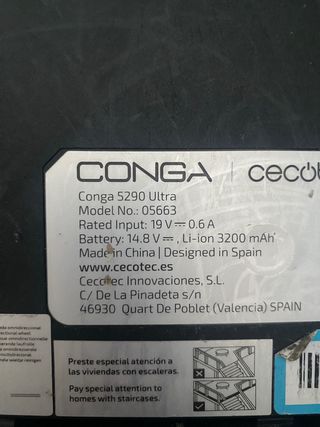 CONGA | cecot
Conga 5290 Ultra
Model No.: 05663
Rated Input: 19 V⎓0.6 A
Battery: 14.8 V⎓, Li-ion 3200 mAh
Made in China | Designed in Spain
www.cecotec.es
Cecotec Innovaciones, S.L.
C/ De La Pinadeta s/n
46930 Quart De Poblet (Valencia) SPAIN
Preste especial atención a
las viviendas con escaleras.
Pay special attention to
homes with staircases.